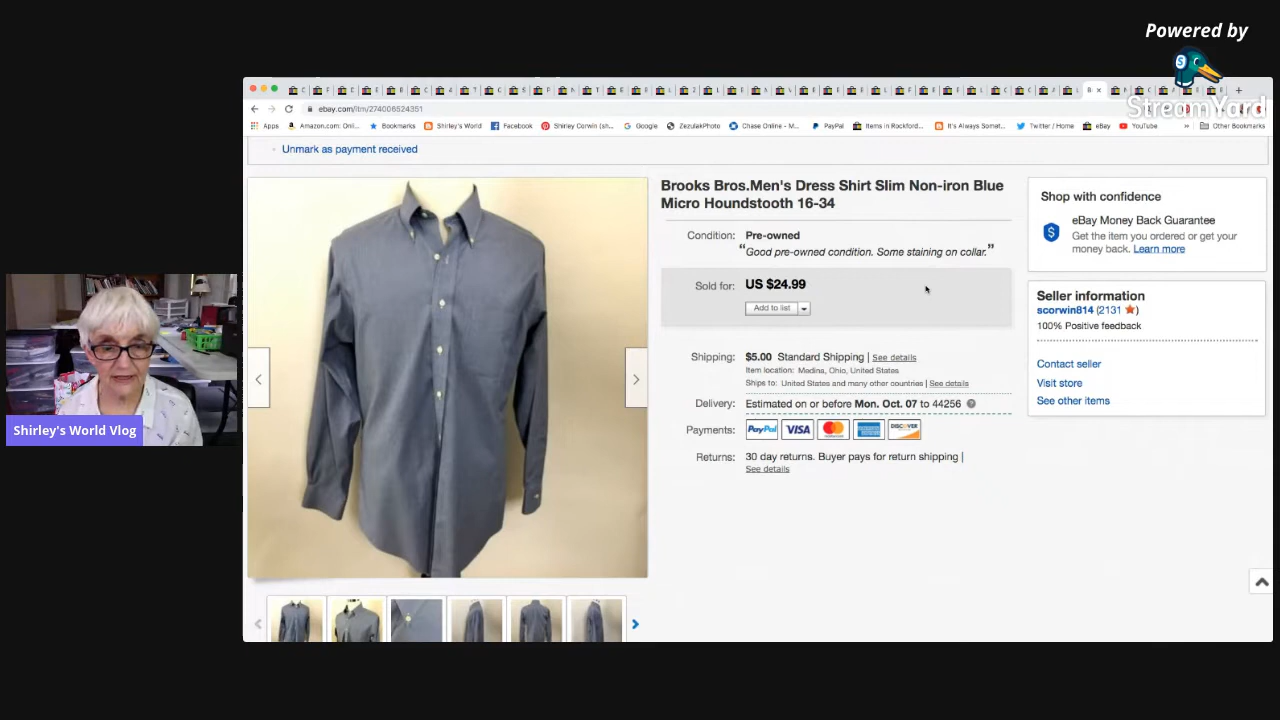 Powered by
StreamYard
ebay.com/itm/274006524351
Apps
Amazon.com: Onli...
Bookmarks
Shirley's World
Facebook
Shirley Corwin (sh...
Google
ZezulakPhoto
Chase Online - M...
PayPal
Items in Rockford...
It's Always Somet...
Twitter / Home
eBay
YouTube
»
Other Bookmarks
Unmark as payment received
Brooks Bros.Men's Dress Shirt Slim Non-iron Blue
Micro Houndstooth 16-34
Condition: Pre-owned
“Good pre-owned condition. Some staining on collar.”
Sold for: US $24.99
Add to list
Shipping: $5.00 Standard Shipping | See details
Item location: Medina, Ohio, United States
Ships to: United States and many other countries | See details
Delivery: Estimated on or before Mon. Oct. 07 to 44256
Payments: PayPal VISA MasterCard DISCOVER
Returns: 30 day returns. Buyer pays for return shipping |
See details
Shop with confidence
eBay Money Back Guarantee
Get the item you ordered or get your
money back. Learn more
Seller information
scorwin814 (2131 )
100% Positive feedback
Contact seller
Visit store
See other items
Shirley's World Vlog